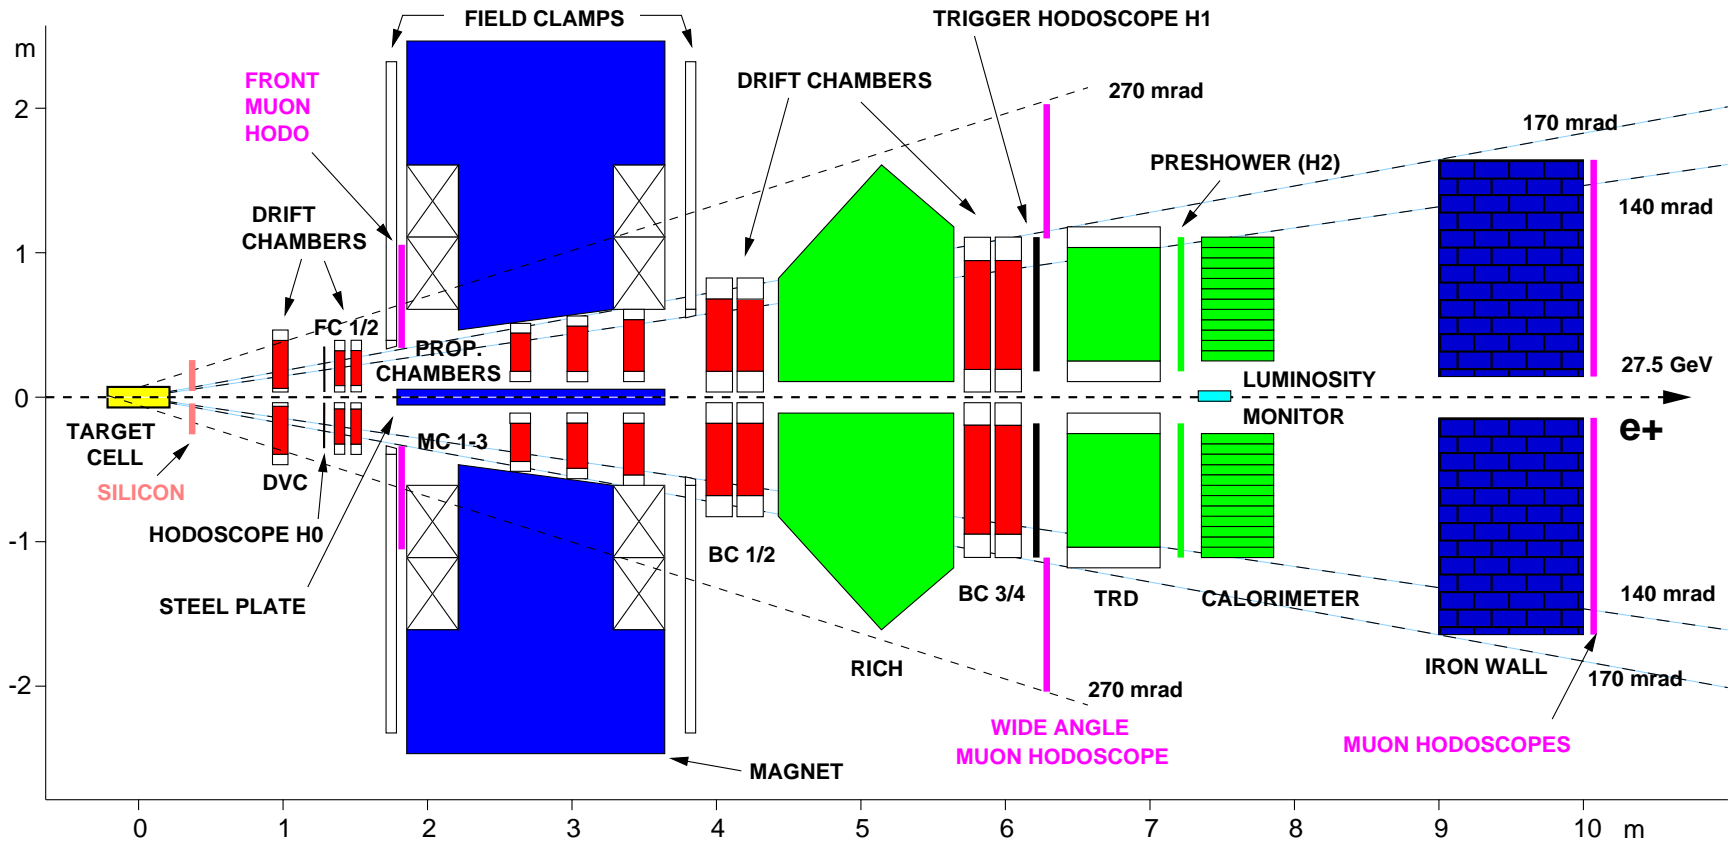 FIELD CLAMPS
TRIGGER HODOSCOPE H1
m
FRONT
MUON
HODO
DRIFT CHAMBERS
270 mrad
2
170 mrad
PRESHOWER (H2)
DRIFT
CHAMBERS
140 mrad
1
FC 1/2
PROP.
CHAMBERS
27.5 GeV
LUMINOSITY
0
MONITOR
TARGET
CELL
MC 1-3
e+
SILICON
DVC
HODOSCOPE H0
-1
BC 1/2
STEEL PLATE
BC 3/4
TRD
CALORIMETER
140 mrad
RICH
IRON WALL
170 mrad
-2
270 mrad
WIDE ANGLE
MUON HODOSCOPE
MUON HODOSCOPES
MAGNET
0 1 2 3 4 5 6 7 8 9 10 m